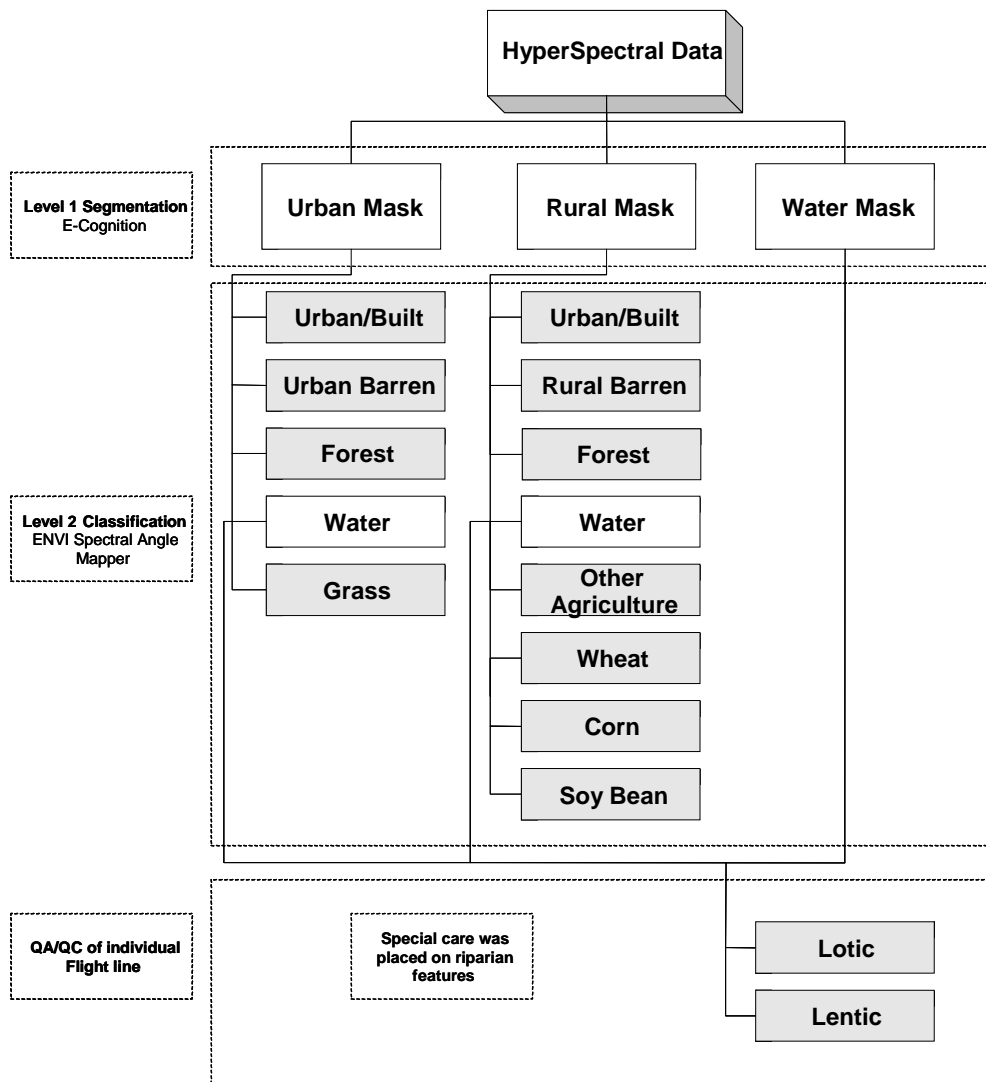 HyperSpectral Data
Level 1 Segmentation
E-Cognition
Urban Mask
Rural Mask
Water Mask
Level 2 Classification
ENVI Spectral Angle
Mapper
Urban/Built
Urban Barren
Forest
Water
Grass
Urban/Built
Rural Barren
Forest
Water
Other
Agriculture
Wheat
Corn
Soy Bean
QA/QC of individual
Flight line
Special care was
placed on riparian
features
Lotic
Lentic